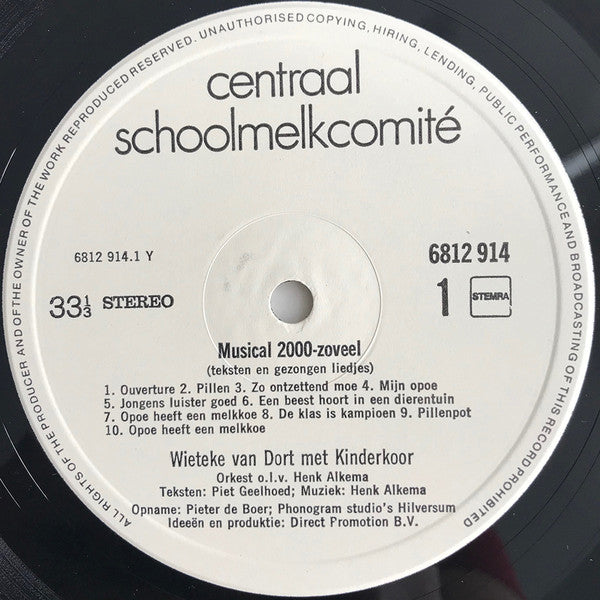 ALL RIGHTS OF THE PRODUCER AND OF THE OWNER OF THE WORK REPRODUCED RESERVED. UNAUTHORISED COPYING, HIRING, LENDING, PUBLIC PERFORMANCE AND BROADCASTING OF THIS RECORD PROHIBITED
centraal
schoolmelkcomité
6812 914.1 Y
6812 914
33⅓ STEREO
1 STEMRA
Musical 2000-zoveel
(teksten en gezongen liedjes)
1. Ouverture 2. Pillen 3. Zo ontzettend moe 4. Mijn opoe
5. Jongens luister goed 6. Een beest hoort in een dierentuin
7. Opoe heeft een melkkoe 8. De klas is kampioen 9. Pillenpot
10. Opoe heeft een melkkoe
Wieteke van Dort met Kinderkoor
Orkest o.l.v. Henk Alkema
Teksten: Piet Geelhoed; Muziek: Henk Alkema
Opname: Pieter de Boer; Phonogram studio's Hilversum
Ideeën en produktie: Direct Promotion B.V.